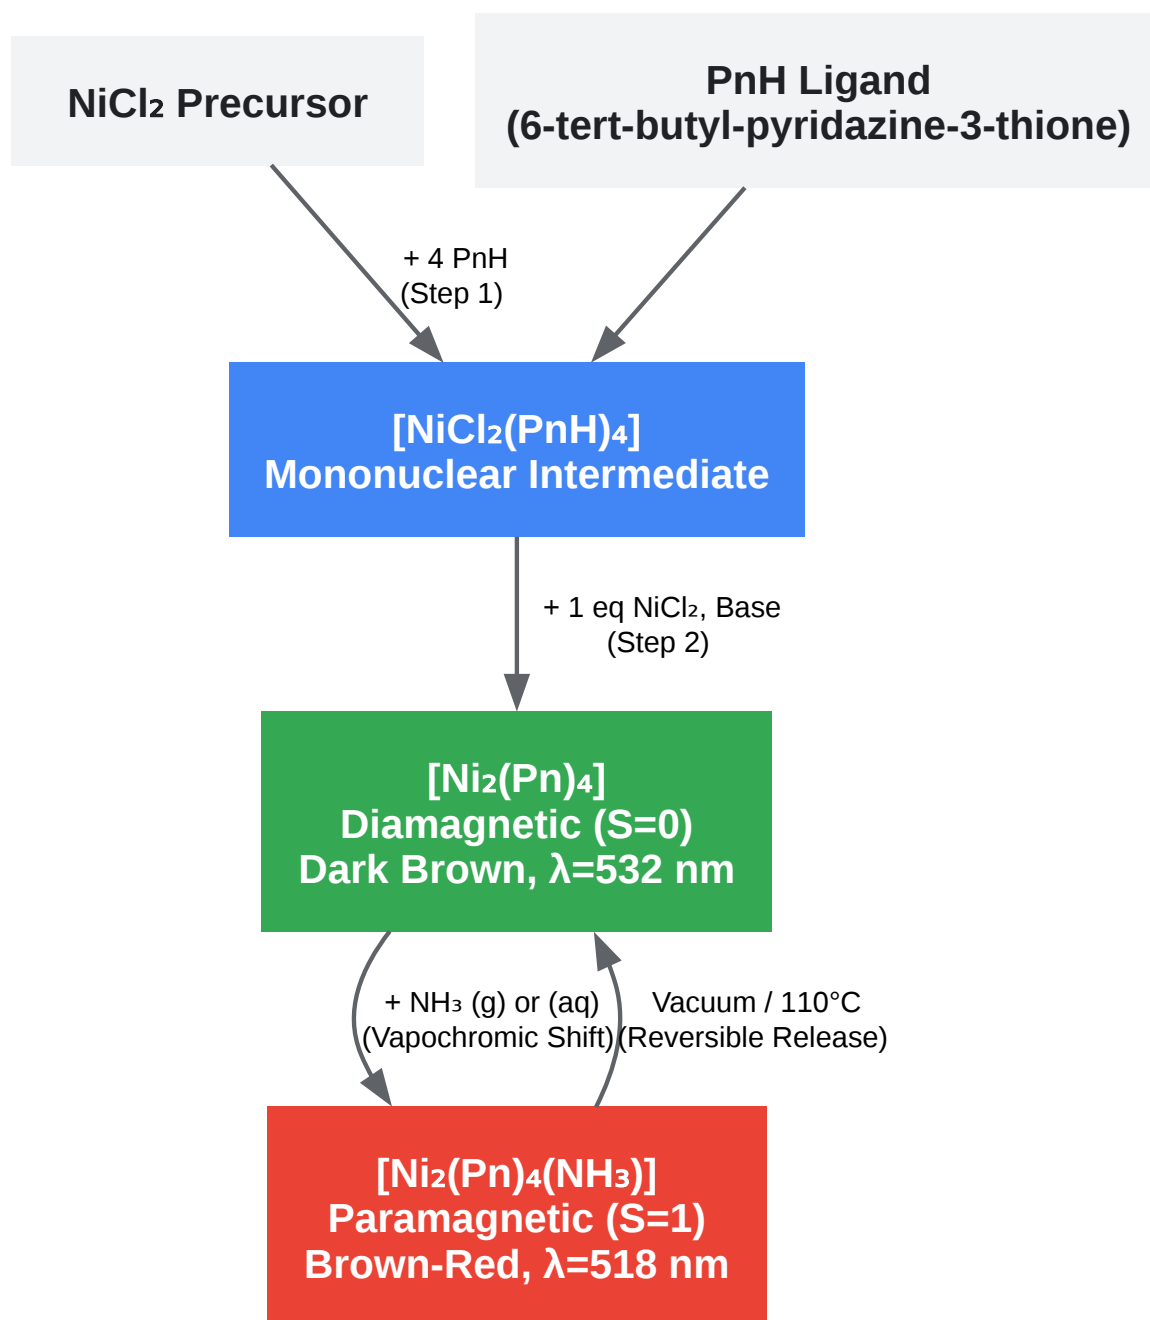 NiCl₂ Precursor
PnH Ligand
(6-tert-butyl-pyridazine-3-thione)
+ 4 PnH
(Step 1)
[NiCl₂(PnH)₄]
Mononuclear Intermediate
+ 1 eq NiCl₂, Base
(Step 2)
[Ni₂(Pn)₄]
Diamagnetic (S=0)
Dark Brown, λ=532 nm
+ NH₃ (g) or (aq)
(Vapochromic Shift)
Vacuum / 110°C
(Reversible Release)
[Ni₂(Pn)₄(NH₃)]
Paramagnetic (S=1)
Brown-Red, λ=518 nm